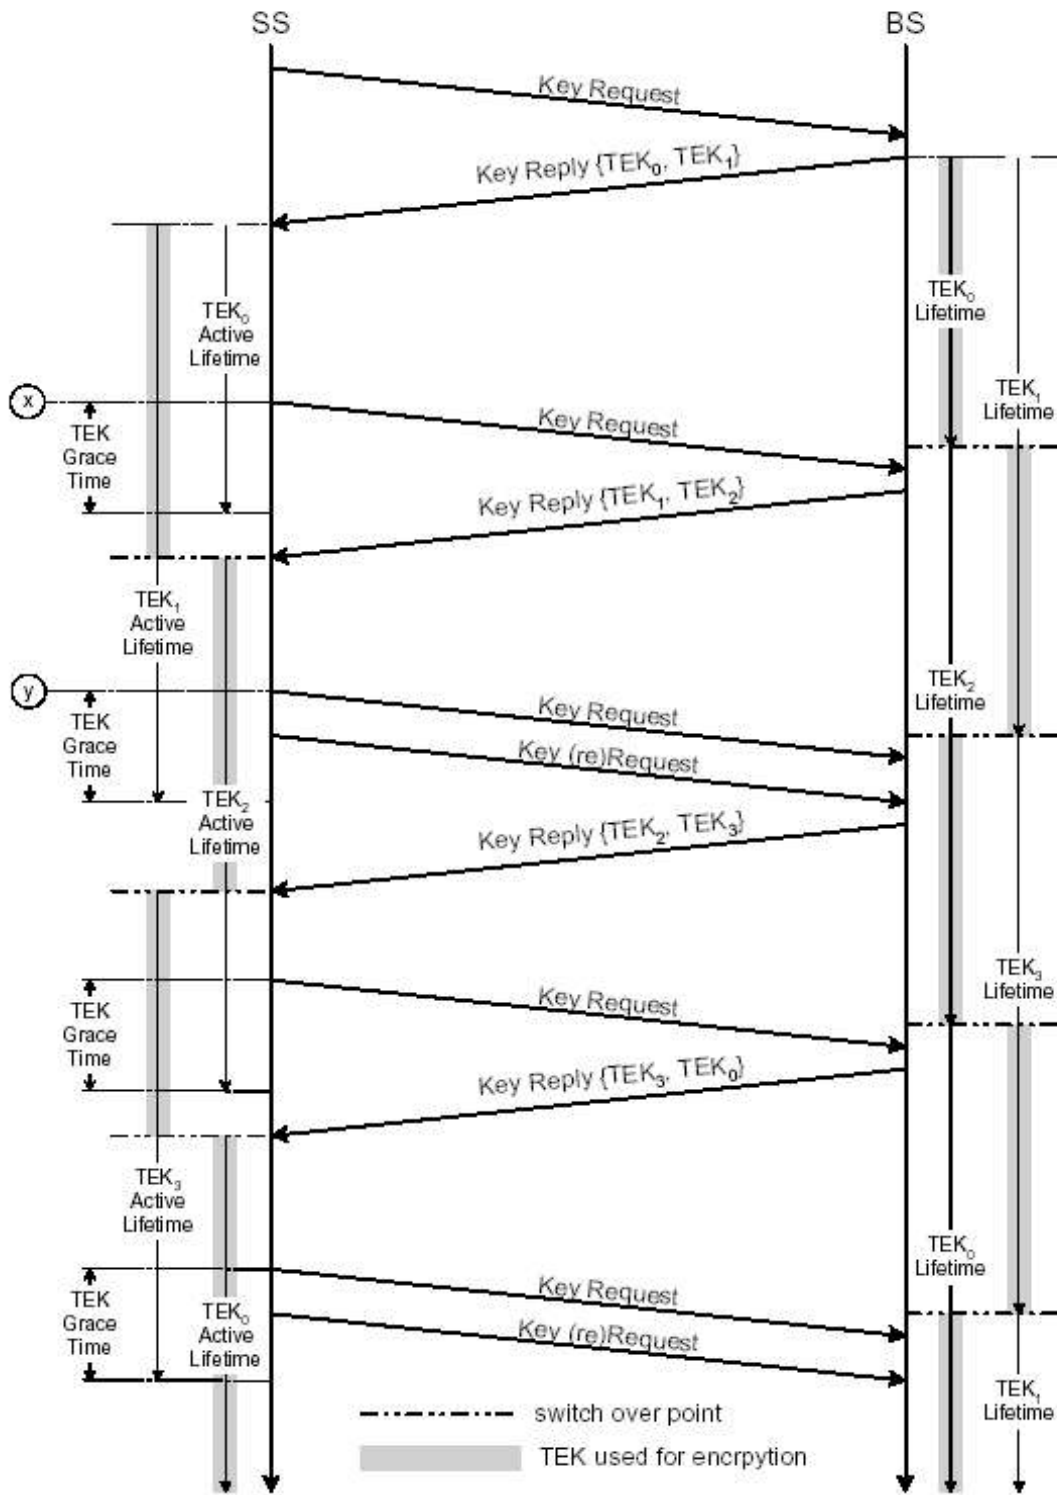 SS
BS
Key Request
Key Reply {TEK0, TEK1}
TEK0
Lifetime
TEK0
Active
Lifetime
x
TEK1
Lifetime
TEK
Grace
Time
Key Request
Key Reply {TEK1, TEK2}
TEK1
Active
Lifetime
y
TEK2
Lifetime
TEK
Grace
Time
Key Request
Key (re)Request
TEK2
Active
Lifetime
Key Reply {TEK2, TEK3}
TEK3
Lifetime
TEK
Grace
Time
Key Request
Key Reply {TEK3, TEK0}
TEK3
Active
Lifetime
TEK0
Lifetime
TEK
Grace
Time
Key Request
Key (re)Request
TEK0
Active
Lifetime
TEK1
Lifetime
switch over point
TEK used for encrpytion